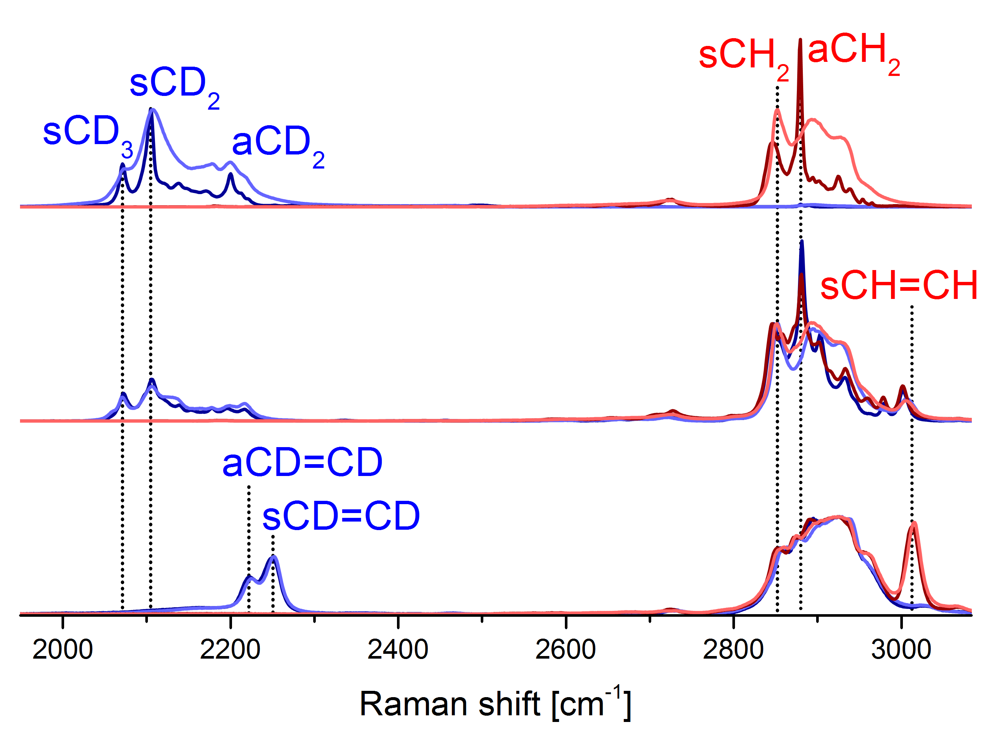 sCH₂
aCH₂
sCD₂
sCD₃
aCD₂
sCH=CH
aCD=CD
sCD=CD
2000 2200 2400 2600 2800 3000
Raman shift [cm⁻¹]